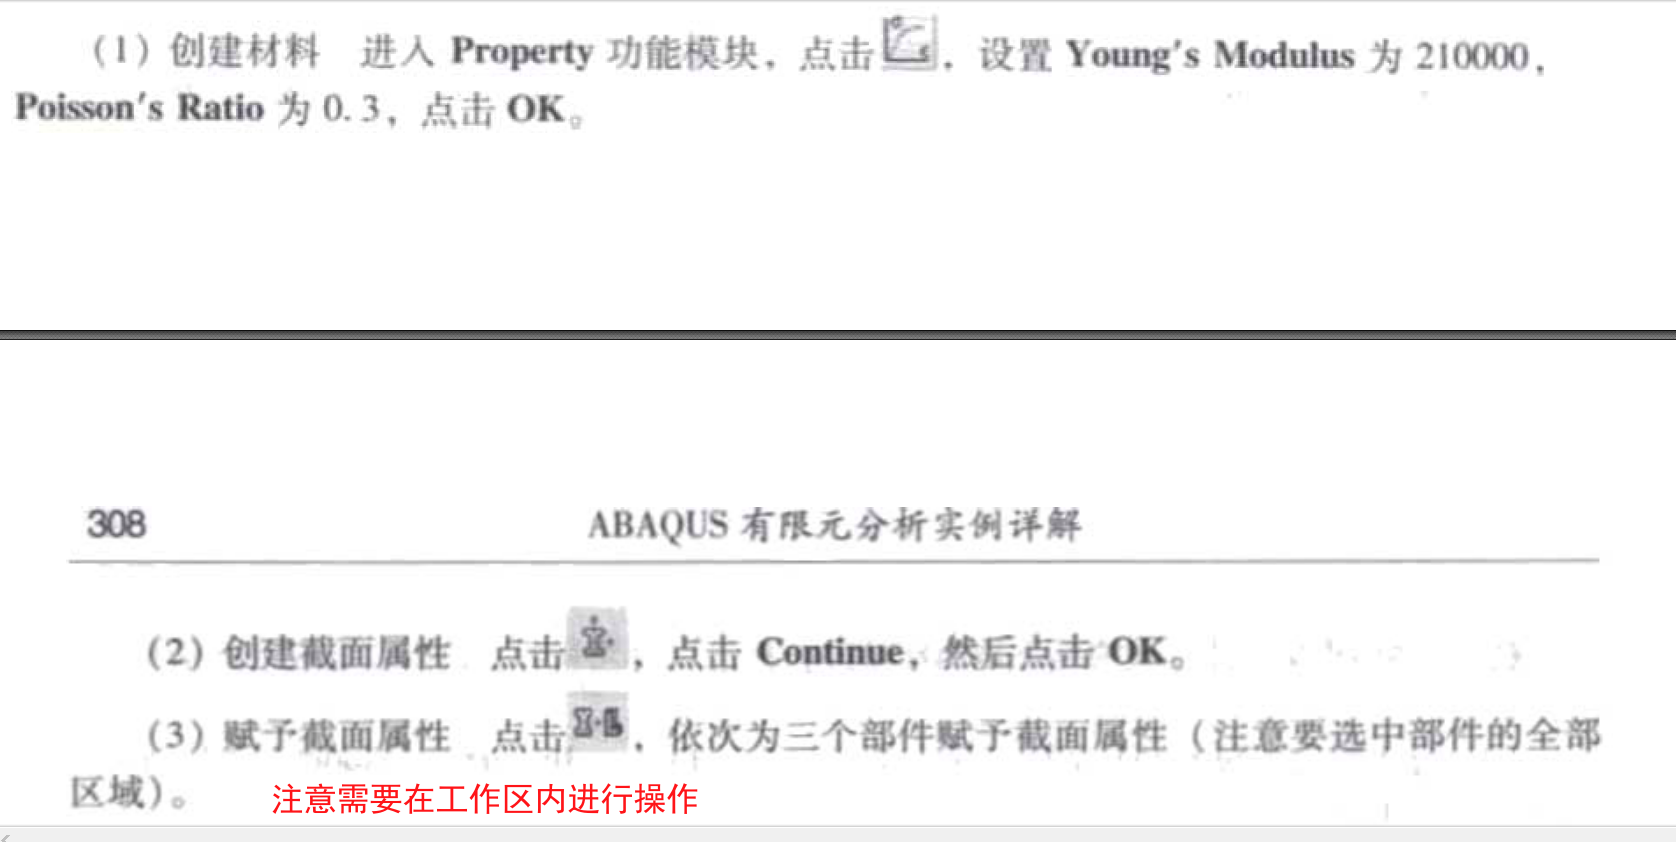 (1) 创建材料 进入 Property 功能模块，点击，设置 Young's Modulus 为 210000，
Poisson's Ratio 为 0.3，点击 OK。
308 ABAQUS 有限元分析实例详解
(2) 创建截面属性 点击，点击 Continue，然后点击 OK。
(3) 赋予截面属性 点击，依次为三个部件赋予截面属性（注意要选中部件的全部
区域）。 注意需要在工作区内进行操作